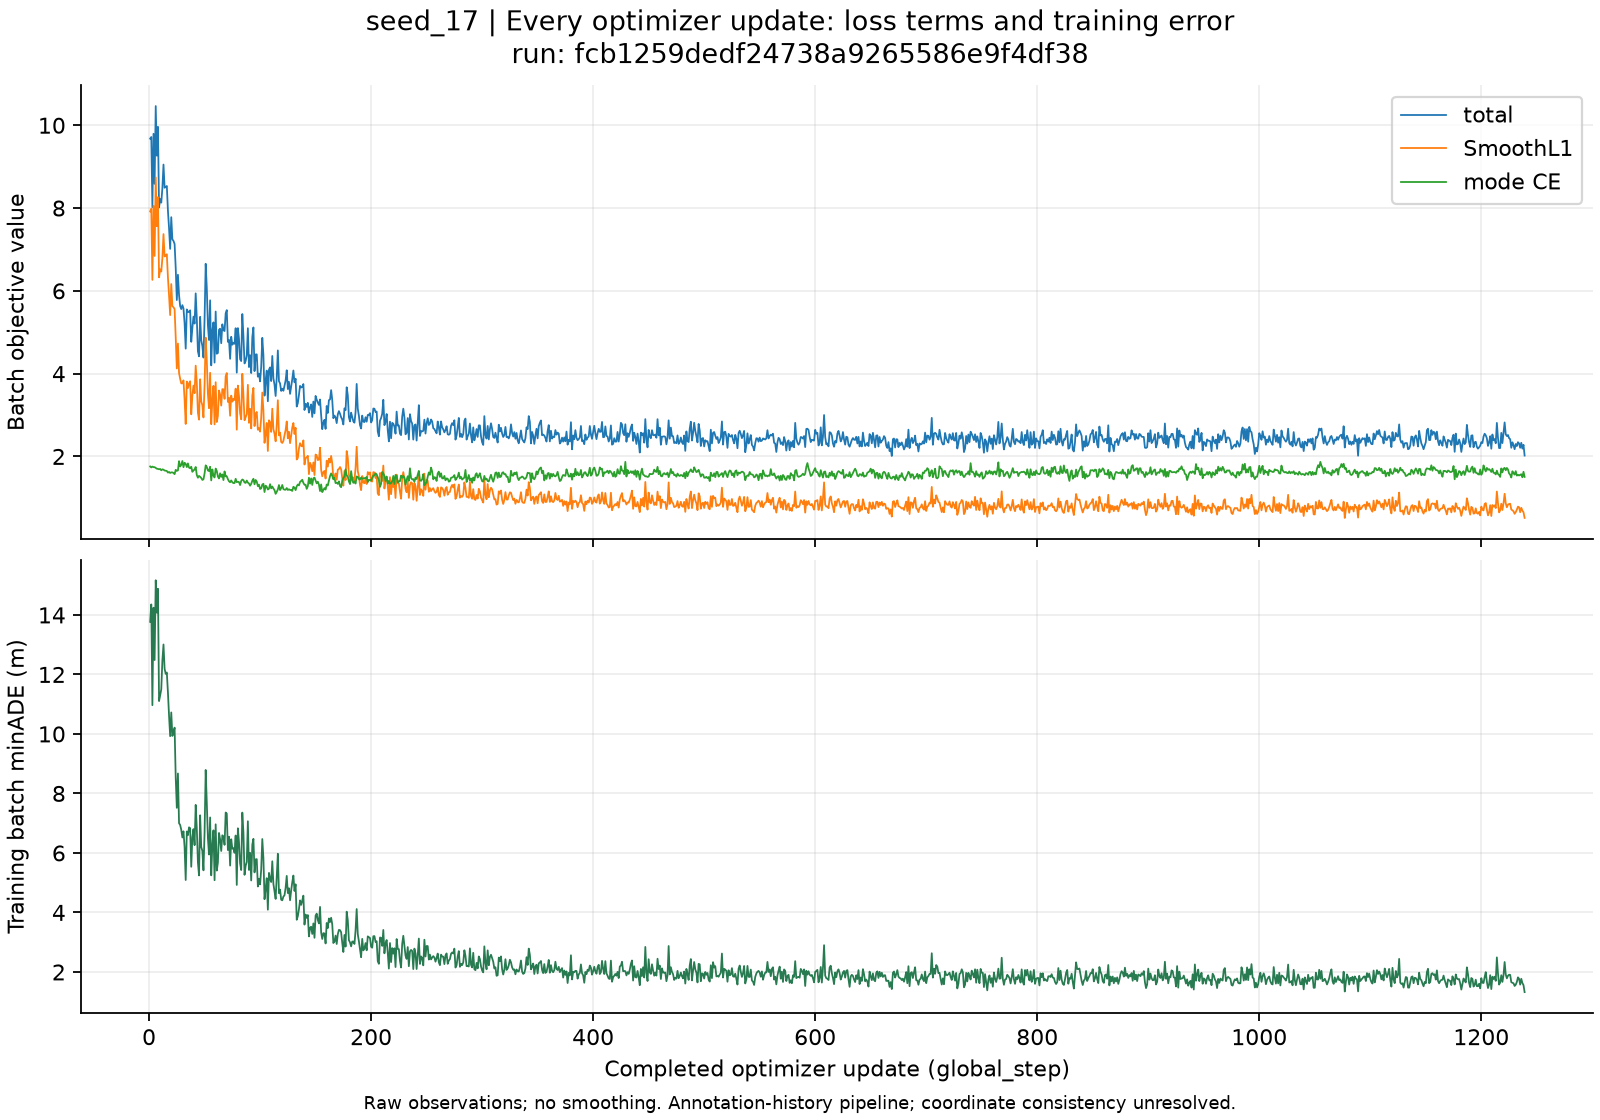 seed_17 | Every optimizer update: loss terms and training error
run: fcb1259dedf24738a9265586e9f4df38
Batch objective value
10
8
6
4
2
total
SmoothL1
mode CE
Training batch minADE (m)
14
12
10
8
6
4
2
0
200
400
600
800
1000
1200
Completed optimizer update (global_step)
Raw observations; no smoothing. Annotation-history pipeline; coordinate consistency unresolved.